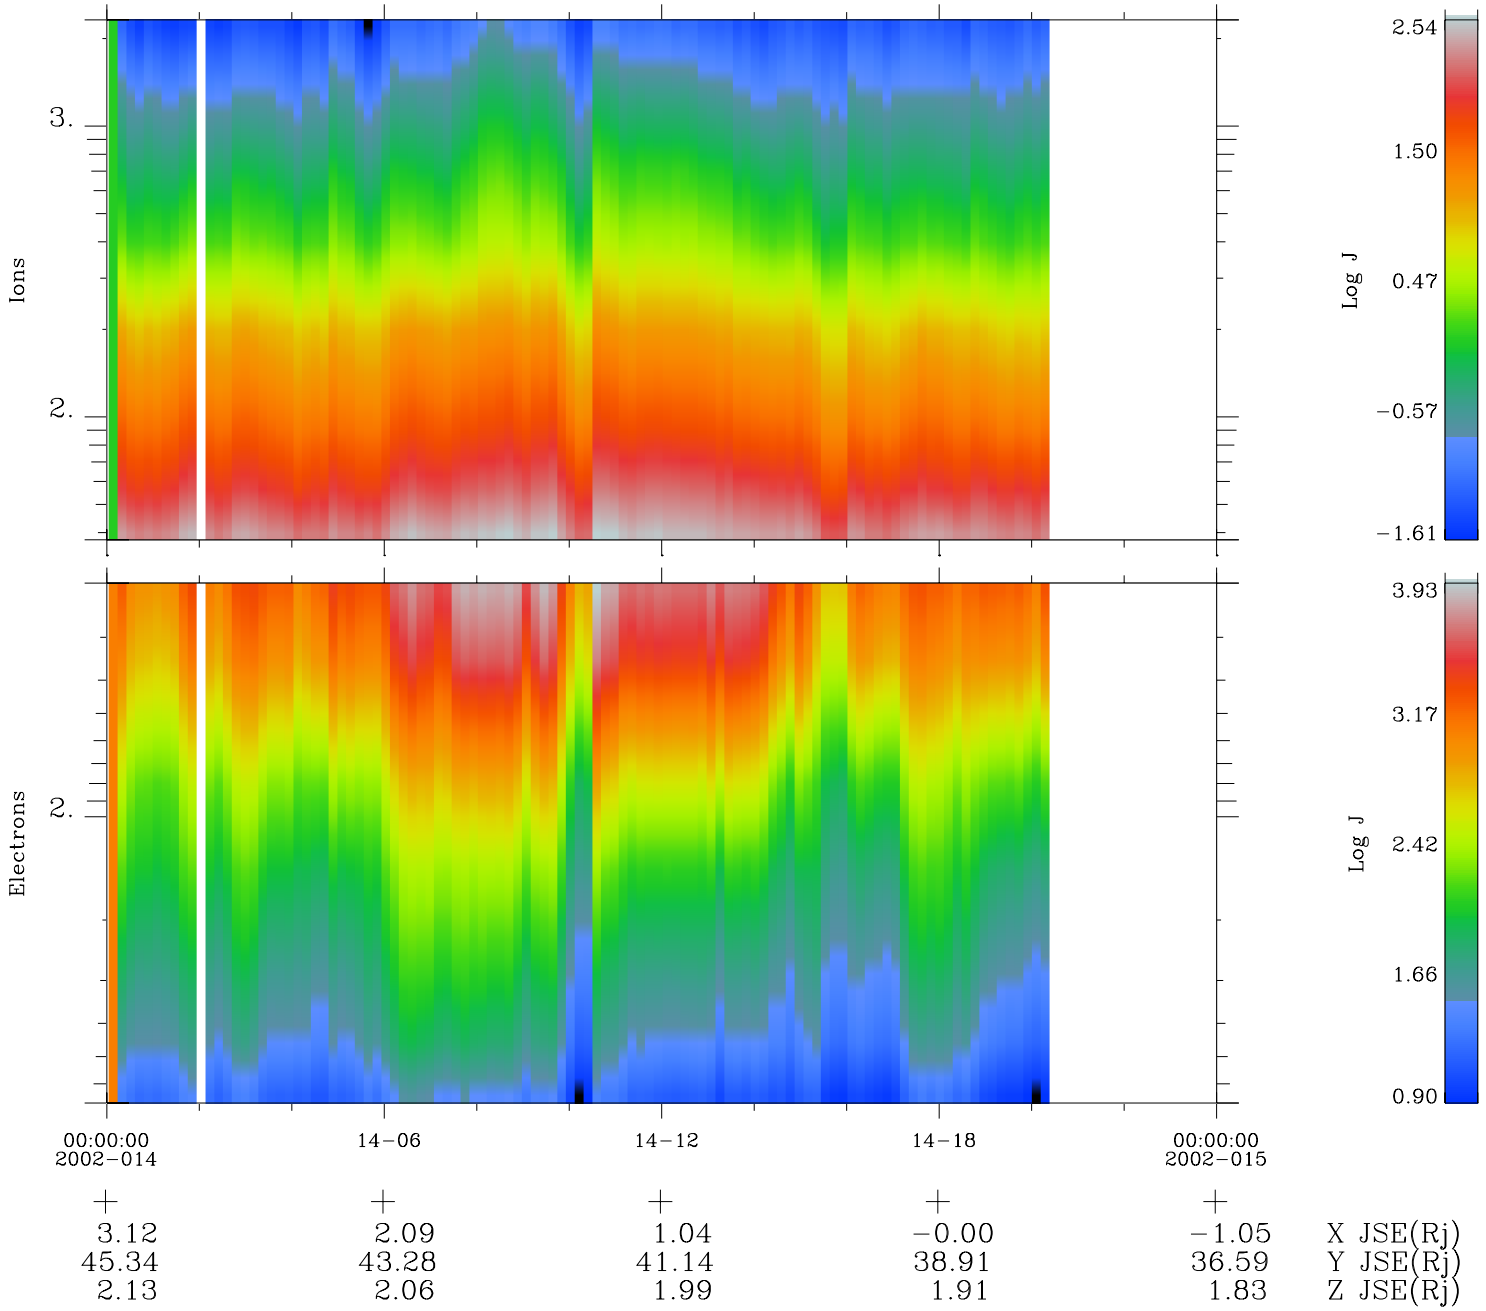 2.54
3.
1.50
Ions
Log J
0.47
-0.57
2.
-1.61
3.93
3.17
Electrons
2.
Log J
2.42
1.66
0.90
00:00:00 14-06 14-12 14-18 00:00:00
2002-014 2002-015
3.12 2.09 1.04 -0.00 -1.05 X JSE(Rj)
45.34 43.28 41.14 38.91 36.59 Y JSE(Rj)
2.13 2.06 1.99 1.91 1.83 Z JSE(Rj)